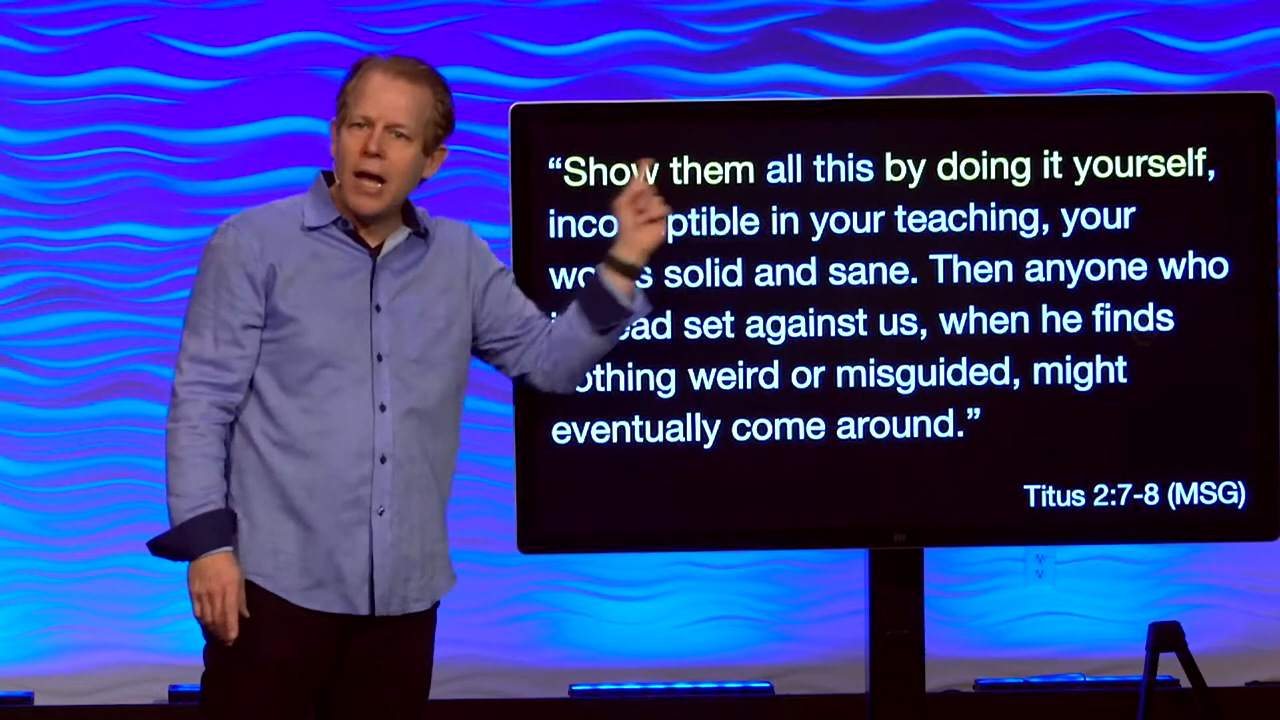 “Show them all this by doing it yourself,
in your teaching, your
solid and sane. Then anyone who
set against us, when he finds
weird or misguided, might
eventually come around.”
Titus 2:7-8 (MSG)